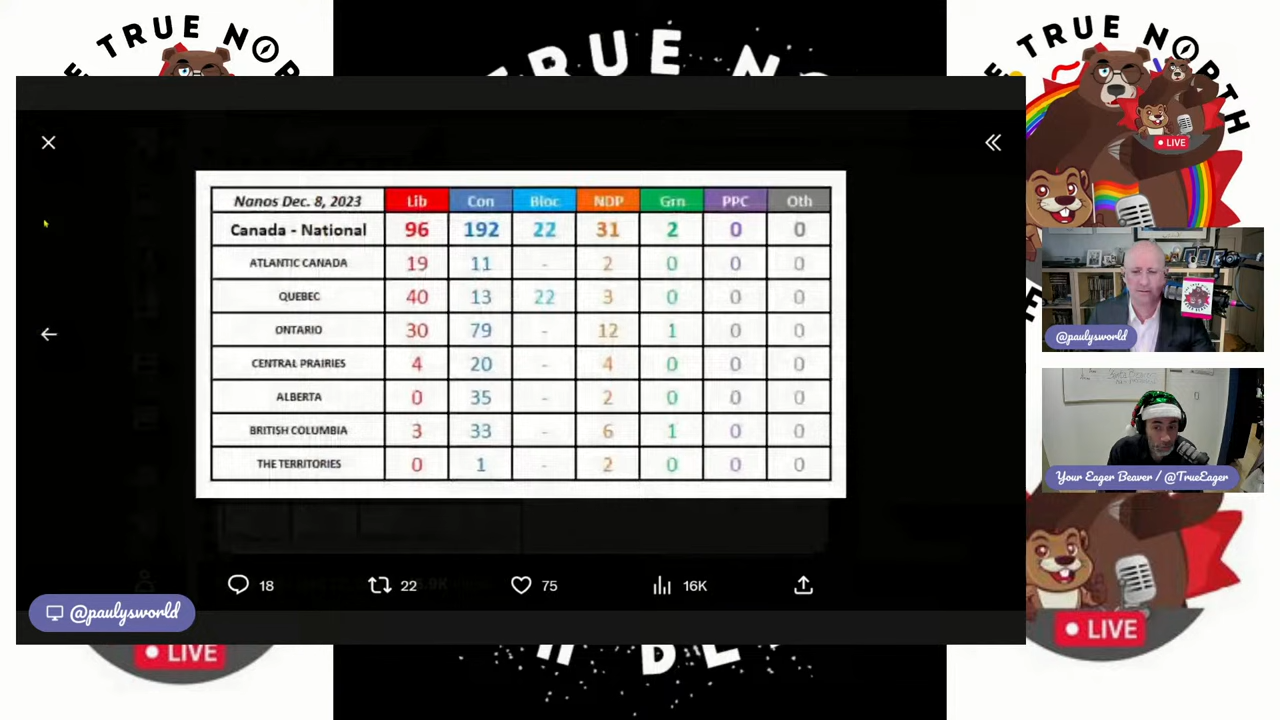 TRUE NO
TRUE N
TRUE NORTH
LIVE
Nanos Dec. 8, 2023 Lib Con Bloc NDP Grn PPC Oth
Canada - National 96 192 22 31 2 0 0
ATLANTIC CANADA 19 11 - 2 0 0 0
QUEBEC 40 13 22 3 0 0 0
ONTARIO 30 79 - 12 1 0 0
CENTRAL PRAIRIES 4 20 - 4 0 0 0
ALBERTA 0 35 - 2 0 0 0
BRITISH COLUMBIA 3 33 - 6 1 0 0
THE TERRITORIES 0 1 - 2 0 0 0
@paulysworld
Your Eager Beaver / @TrueEager
18 22 75 16K
@paulysworld
LIVE
LIVE